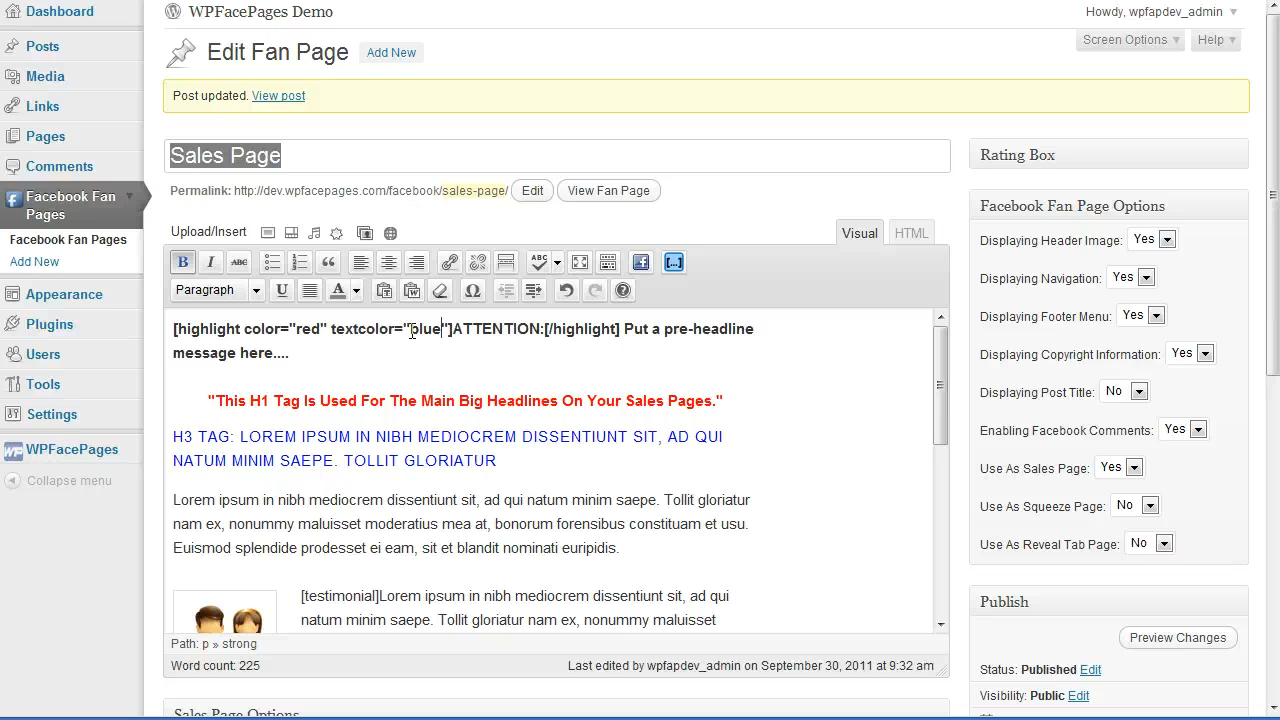 Dashboard
Posts
Media
Links
Pages
Comments
Facebook Fan
Pages
Facebook Fan Pages
Add New
Appearance
Plugins
Users
Tools
Settings
WPFacePages
Collapse menu
WPFacePages Demo
Howdy, wpfapdev_admin
Edit Fan Page Add New
Screen Options Help
Post updated. View post
Sales Page
Permalink: http://dev.wpfacepages.com/facebook/sales-page/ Edit View Fan Page
Upload/Insert
Visual HTML
B I ABC ABC
Paragraph U A
[highlight color="red" textcolor="blue"]ATTENTION:[/highlight] Put a pre-headline
message here....
"This H1 Tag Is Used For The Main Big Headlines On Your Sales Pages."
H3 TAG: LOREM IPSUM IN NIBH MEDIOCREM DISSENTIUNT SIT, AD QUI
NATUM MINIM SAEPE. TOLLIT GLORIATUR
Lorem ipsum in nibh mediocrem dissentiunt sit, ad qui natum minim saepe. Tollit gloriatur
nam ex, nonummy maluisset moderatius mea at, bonorum forensibus constituam et usu.
Euismod splendide prodesset ei eam, sit et blandit nominati euripidis.
[testimonial]Lorem ipsum in nibh mediocrem dissentiunt sit, ad qui
natum minim saepe. Tollit gloriatur nam ex, nonummy maluisset
Path: p » strong
Word count: 225
Last edited by wpfapdev_admin on September 30, 2011 at 9:32 am
Sales Page Options
Rating Box
Facebook Fan Page Options
Displaying Header Image: Yes
Displaying Navigation: Yes
Displaying Footer Menu: Yes
Displaying Copyright Information: Yes
Displaying Post Title: No
Enabling Facebook Comments: Yes
Use As Sales Page: Yes
Use As Squeeze Page: No
Use As Reveal Tab Page: No
Publish
Preview Changes
Status: Published Edit
Visibility: Public Edit